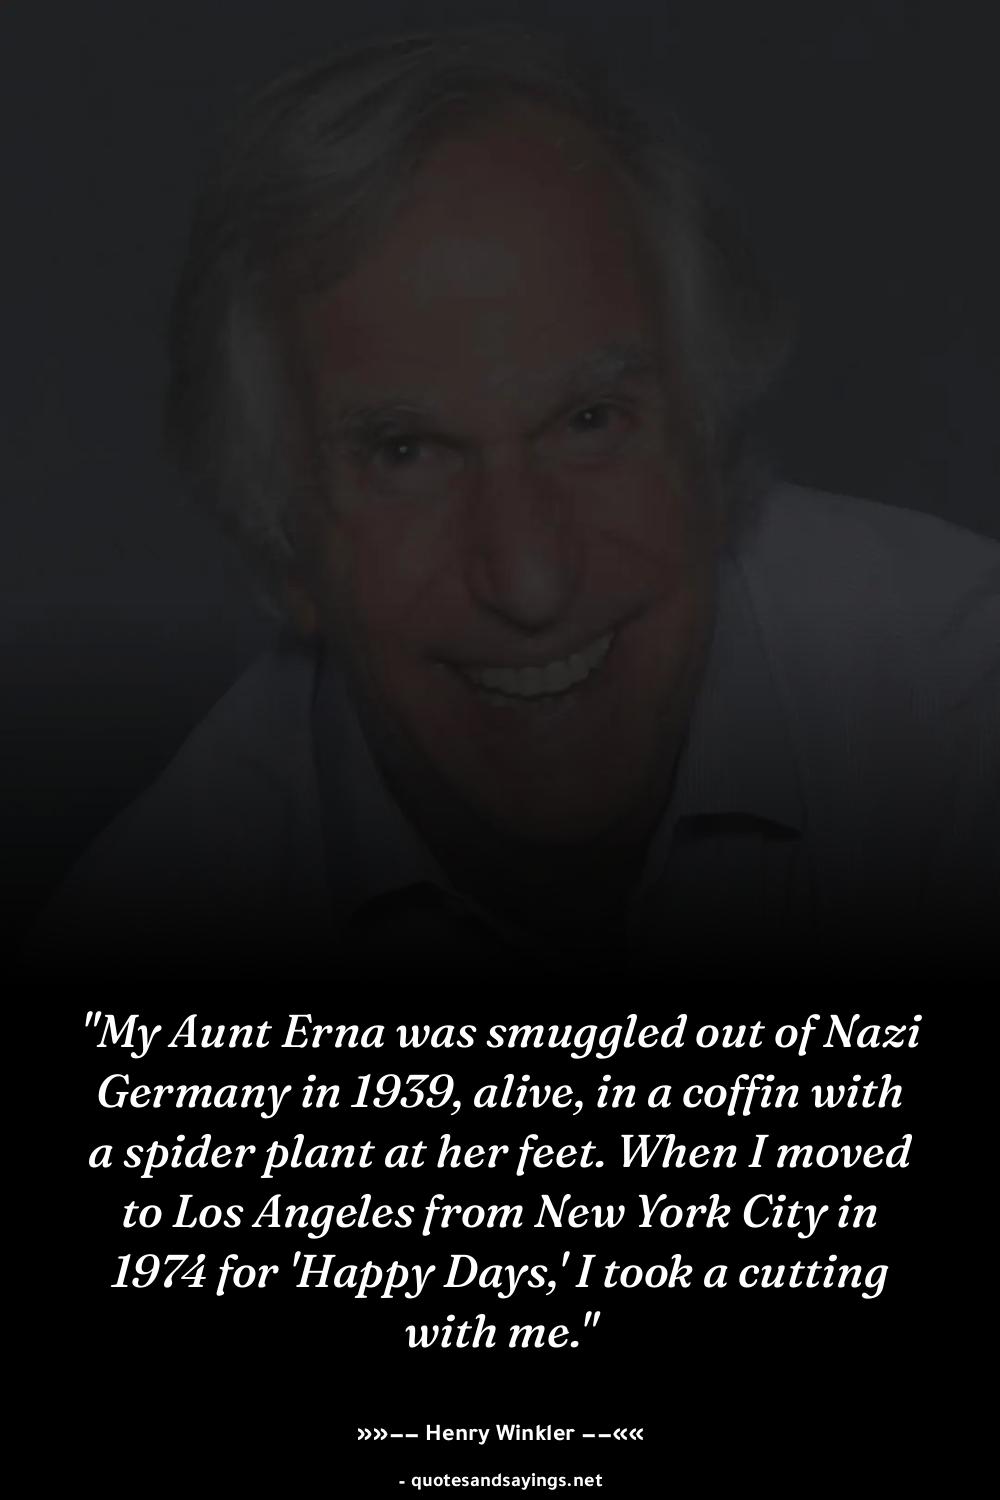 "My Aunt Erna was smuggled out of Nazi
Germany in 1939, alive, in a coffin with
a spider plant at her feet. When I moved
to Los Angeles from New York City in
1974 for 'Happy Days,' I took a cutting
with me."
»»–– Henry Winkler ––««
- quotesandsayings.net